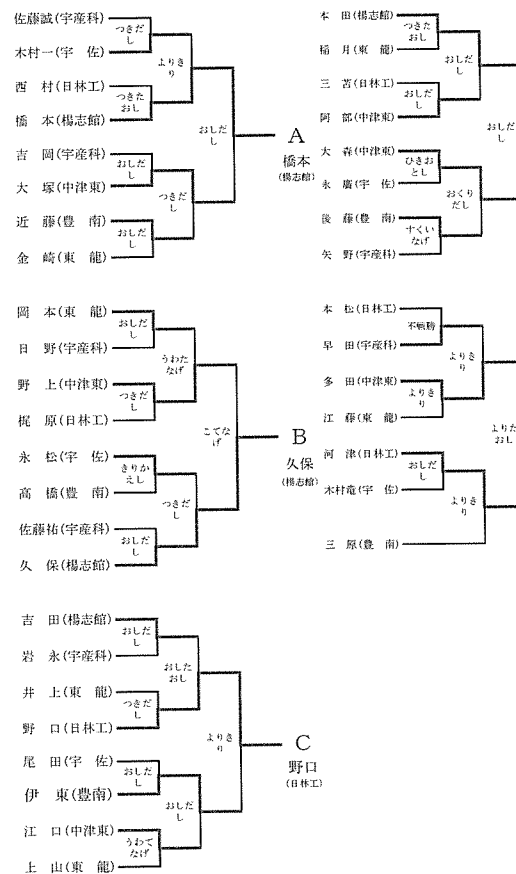 佐藤誠(宇産科)
つきだし
木村一(宇　佐)
よりきり
西　村(日林工)
つきたおし
橋　本(楊志館)
おしだし
A
橋本
(楊志館)
吉　岡(宇産科)
おしだし
大　塚(中津東)
つきだし
近　藤(豊　南)
おしだし
金　崎(東　龍)
本　田(楊志館)
つきたおし
稲　月(東　龍)
おしだし
三　苫(日林工)
おしだし
阿　部(中津東)
おしだし
大　森(中津東)
ひきおとし
永　廣(宇　佐)
おくりだし
後　藤(豊　南)
すくいなげ
矢　野(宇産科)
岡　本(東　龍)
おしだし
日　野(宇産科)
うわたなげ
野　上(中津東)
つきだし
梶　原(日林工)
こてなげ
B
久保
(楊志館)
永　松(宇　佐)
きりかえし
高　橋(豊　南)
つきだし
佐藤祐(宇産科)
おしだし
久　保(楊志館)
本　松(日林工)
不戦勝
早　田(宇産科)
よりきり
多　田(中津東)
よりきり
江　藤(東　龍)
よりたおし
河　津(日林工)
おしだし
木村竜(宇　佐)
よりきり
三　原(豊　南)
吉　田(楊志館)
おしだし
岩　永(宇産科)
おしたおし
井　上(東　龍)
つきだし
野　口(日林工)
よりきり
C
野口
(日林工)
尾　田(宇　佐)
おしだし
伊　東(豊南)
おしだし
江　口(中津東)
うわてなげ
上　山(東　龍)